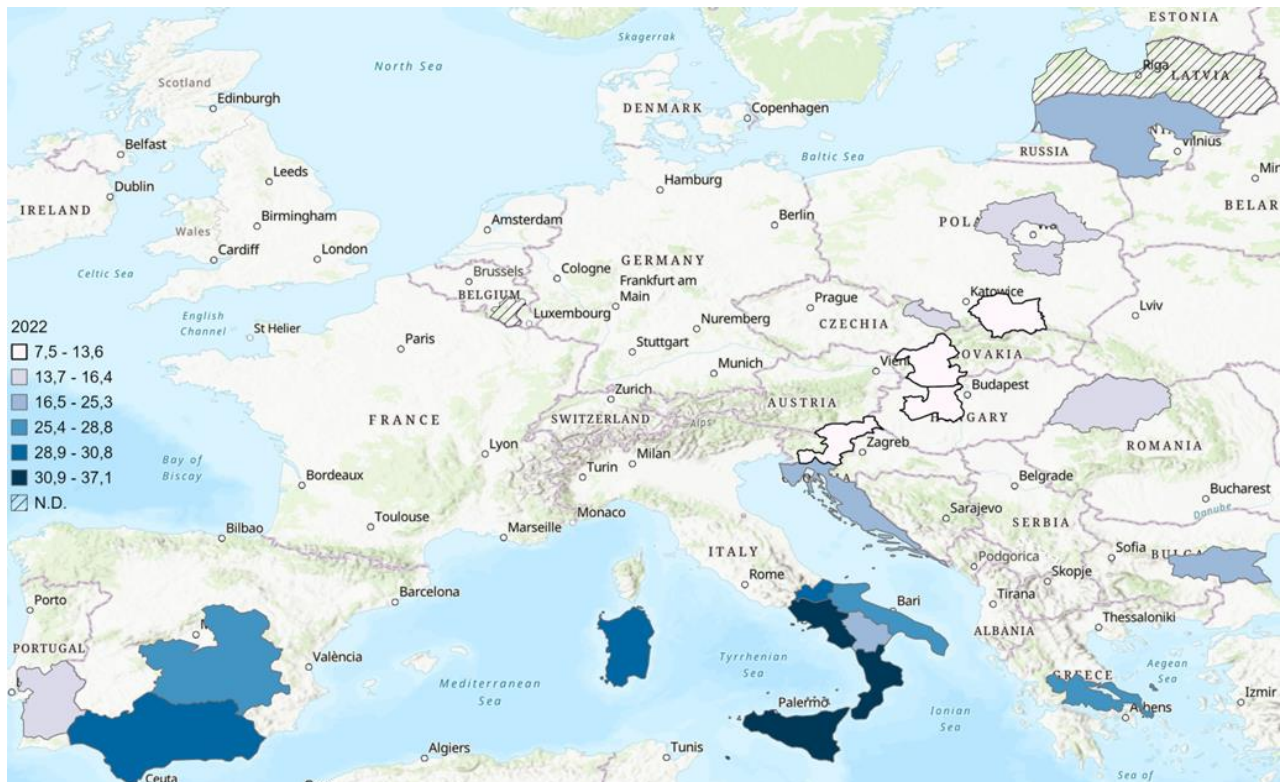 ESTONIA
Skagerrak
North Sea
Scotland
Riga
LATVIA
Edinburgh
DENMARK
Copenhagen
Belfast
Baltic Sea
RUSSIA
Vilnius
Leeds
Hamburg
Dublin
IRELAND
Birmingham
Amsterdam
Berlin
Wales
Cardiff
London
Celtic Sea
Brussels
Cologne
GERMANY
BELGIUM
Frankfurt am
Main
Katowice
Prague
Lviv
English
Channel
Luxembourg
St Helier
Nuremberg
CZECHIA
2022
7,5 - 13,6
13,7 - 16,4
16,5 - 25,3
25,4 - 28,8
28,9 - 30,8
30,9 - 37,1
N.D.
Paris
Stuttgart
Munich
Zurich
Budapest
AUSTRIA
FRANCE
SWITZERLAND
Alps
Zagreb
ROMANIA
Lyon
Milan
Turin
Bay of
Biscay
Bordeaux
Belgrade
Bucharest
Danube
Toulouse
Monaco
Marseille
Sarajevo
SERBIA
Bilbao
ITALY
Podgorica
Sofia
Skopje
Rome
Barcelona
Bari
Tirana
Porto
Thessaloniki
ALBANIA
PORTUGAL
València
Tyrrhenian
Sea
Mediterranean
Sea
GREECE
Aegean
Sea
Palermo
Ionian
Sea
Athens
Izmir
Algiers
Tunis
Ceuta
Sea of